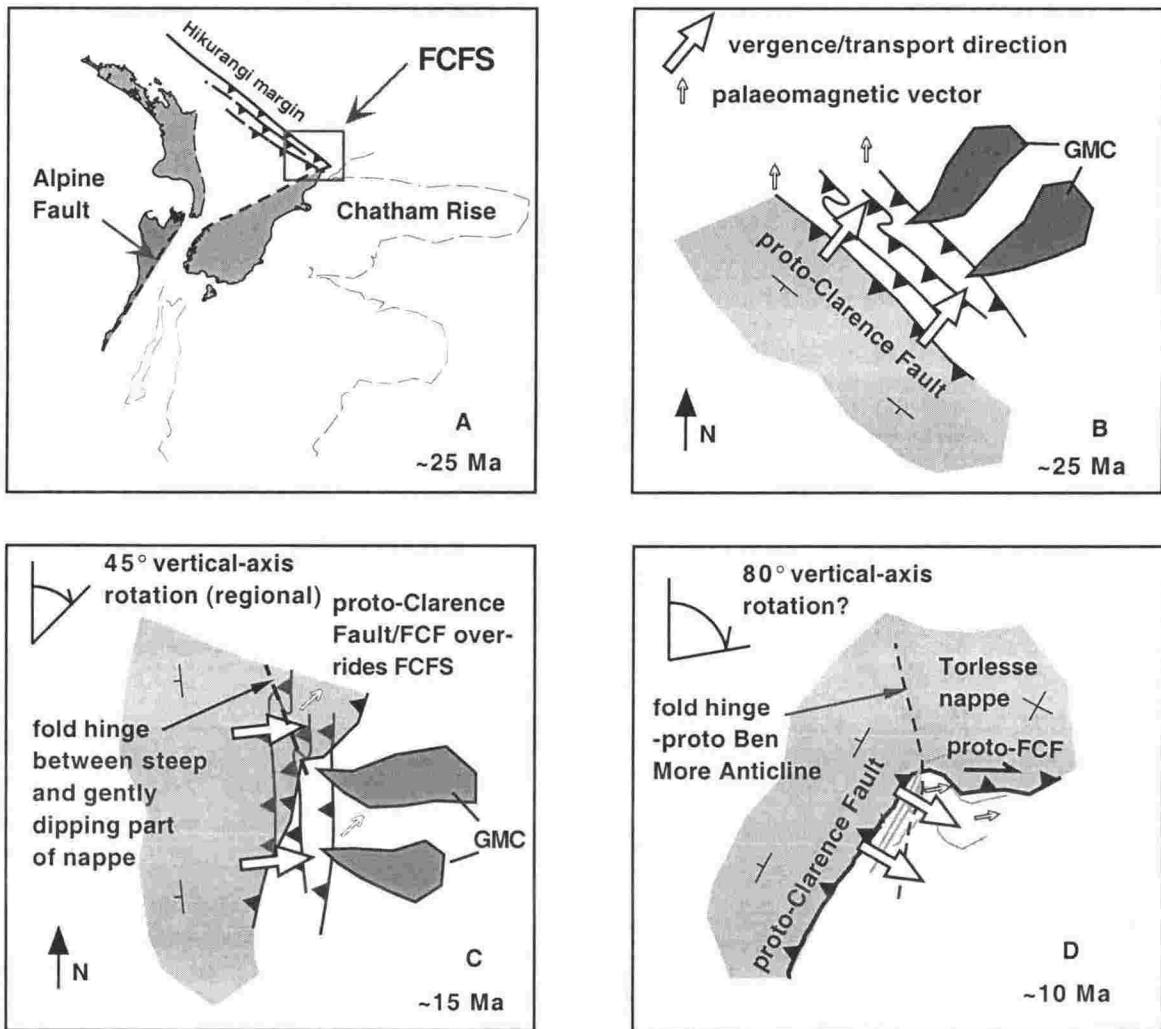 Hikurangi margin
FCFS
Alpine
Fault
Chatham Rise
A
~25 Ma
vergence/transport direction
palaeomagnetic vector
GMC
proto-Clarence Fault
N
B
~25 Ma
45° vertical-axis
rotation (regional)
proto-Clarence
Fault/FCF over-
rides FCFS
fold hinge
between steep
and gently
dipping part
of nappe
GMC
N
C
~15 Ma
80° vertical-axis
rotation?
Torlesse
nappe
fold hinge
-proto Ben
More Anticline
proto-FCF
proto-Clarence Fault
D
~10 Ma